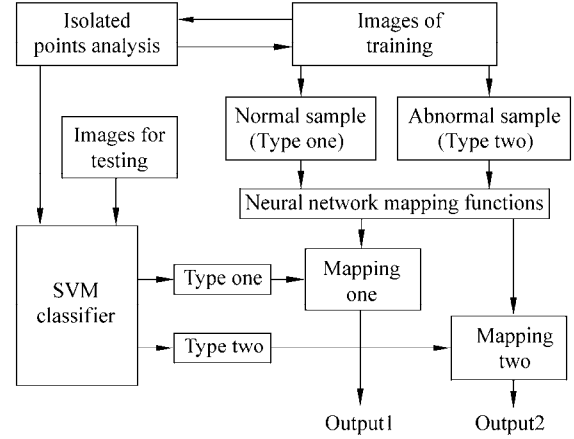 Isolated
points analysis
Images of
training
Images for
testing
Normal sample
(Type one)
Abnormal sample
(Type two)
Neural network mapping functions
SVM
classifier
Type one
Mapping
one
Type two
Mapping
two
Output1
Output2